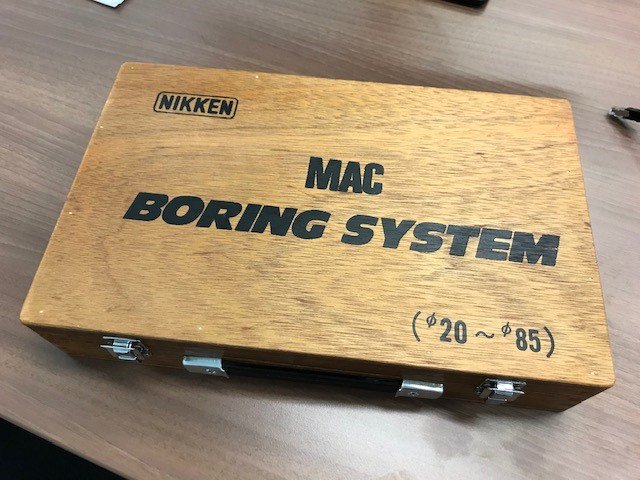 NIKKEN
MAC
BORING SYSTEM
(φ20～φ85)